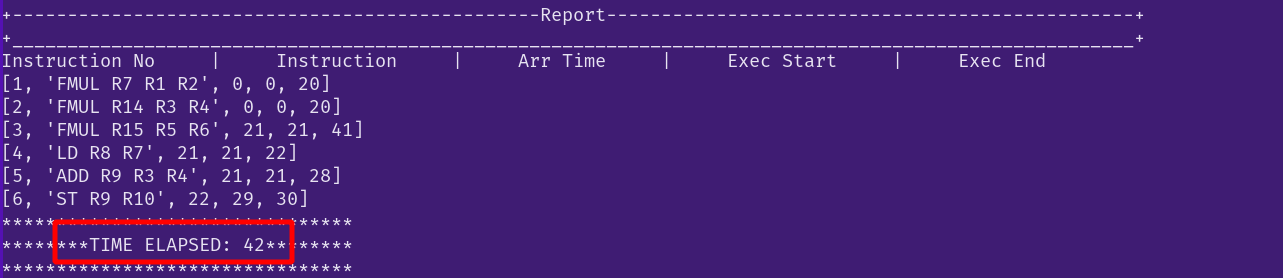 +------------------------------------------------Report------------------------------------------------+
+______________________________________________________________________________________________________+
Instruction No     |     Instruction     |     Arr Time     |     Exec Start     |     Exec End
[1, 'FMUL R7 R1 R2', 0, 0, 20]
[2, 'FMUL R14 R3 R4', 0, 0, 20]
[3, 'FMUL R15 R5 R6', 21, 21, 41]
[4, 'LD R8 R7', 21, 21, 22]
[5, 'ADD R9 R3 R4', 21, 21, 28]
[6, 'ST R9 R10', 22, 29, 30]
********************************
********TIME ELAPSED: 42********
********************************